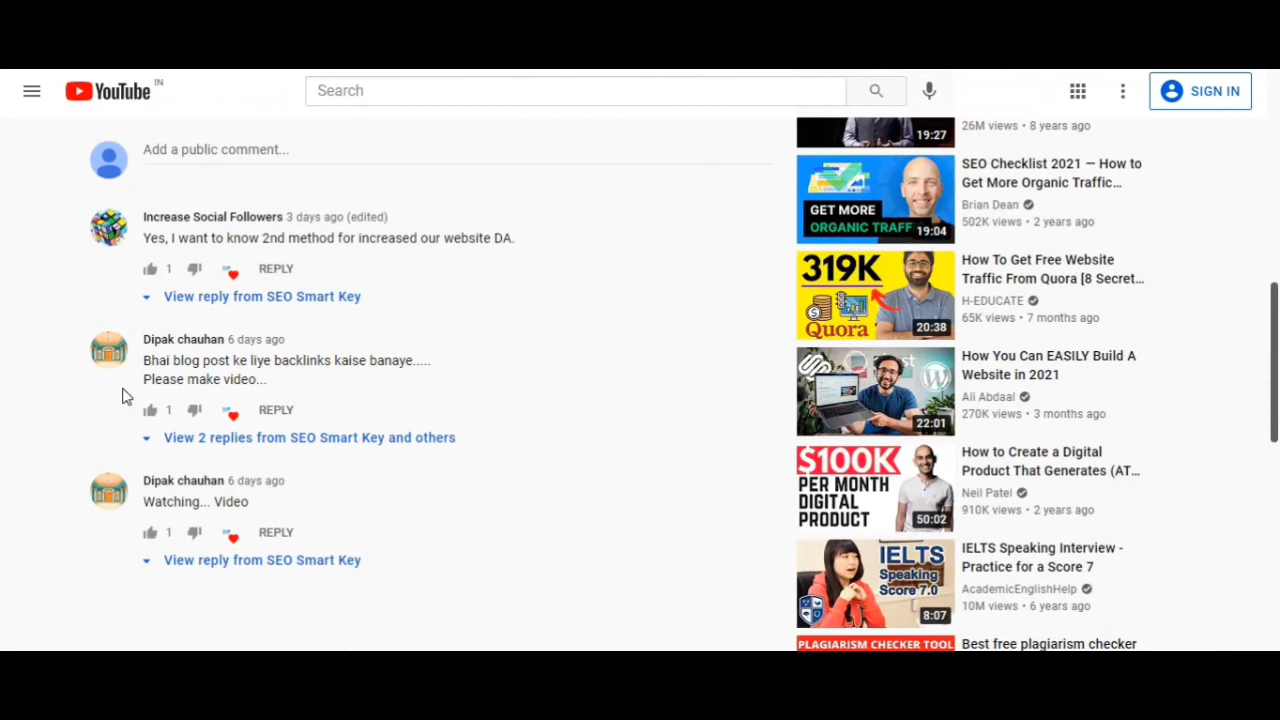 YouTube IN
Search
SIGN IN
Add a public comment...
Increase Social Followers 3 days ago (edited)
Yes, I want to know 2nd method for increased our website DA.
1 REPLY
View reply from SEO Smart Key
Dipak chauhan 6 days ago
Bhai blog post ke liye backlinks kaise banaye.....
Please make video...
1 REPLY
View 2 replies from SEO Smart Key and others
Dipak chauhan 6 days ago
Watching... Video
1 REPLY
View reply from SEO Smart Key
19:27
26M views • 8 years ago
GET MORE
ORGANIC TRAFF
19:04
SEO Checklist 2021 — How to
Get More Organic Traffic…
Brian Dean
502K views • 2 years ago
319K
Quora
20:38
How To Get Free Website
Traffic From Quora [8 Secret…
H-EDUCATE
65K views • 7 months ago
22:01
How You Can EASILY Build A
Website in 2021
Ali Abdaal
270K views • 3 months ago
$100K
PER MONTH
DIGITAL
PRODUCT
50:02
How to Create a Digital
Product That Generates (AT…
Neil Patel
910K views • 2 years ago
IELTS
Speaking
Score 7.0
8:07
IELTS Speaking Interview -
Practice for a Score 7
AcademicEnglishHelp
10M views • 6 years ago
PLAGIARISM CHECKER TOOL
Best free plagiarism checker